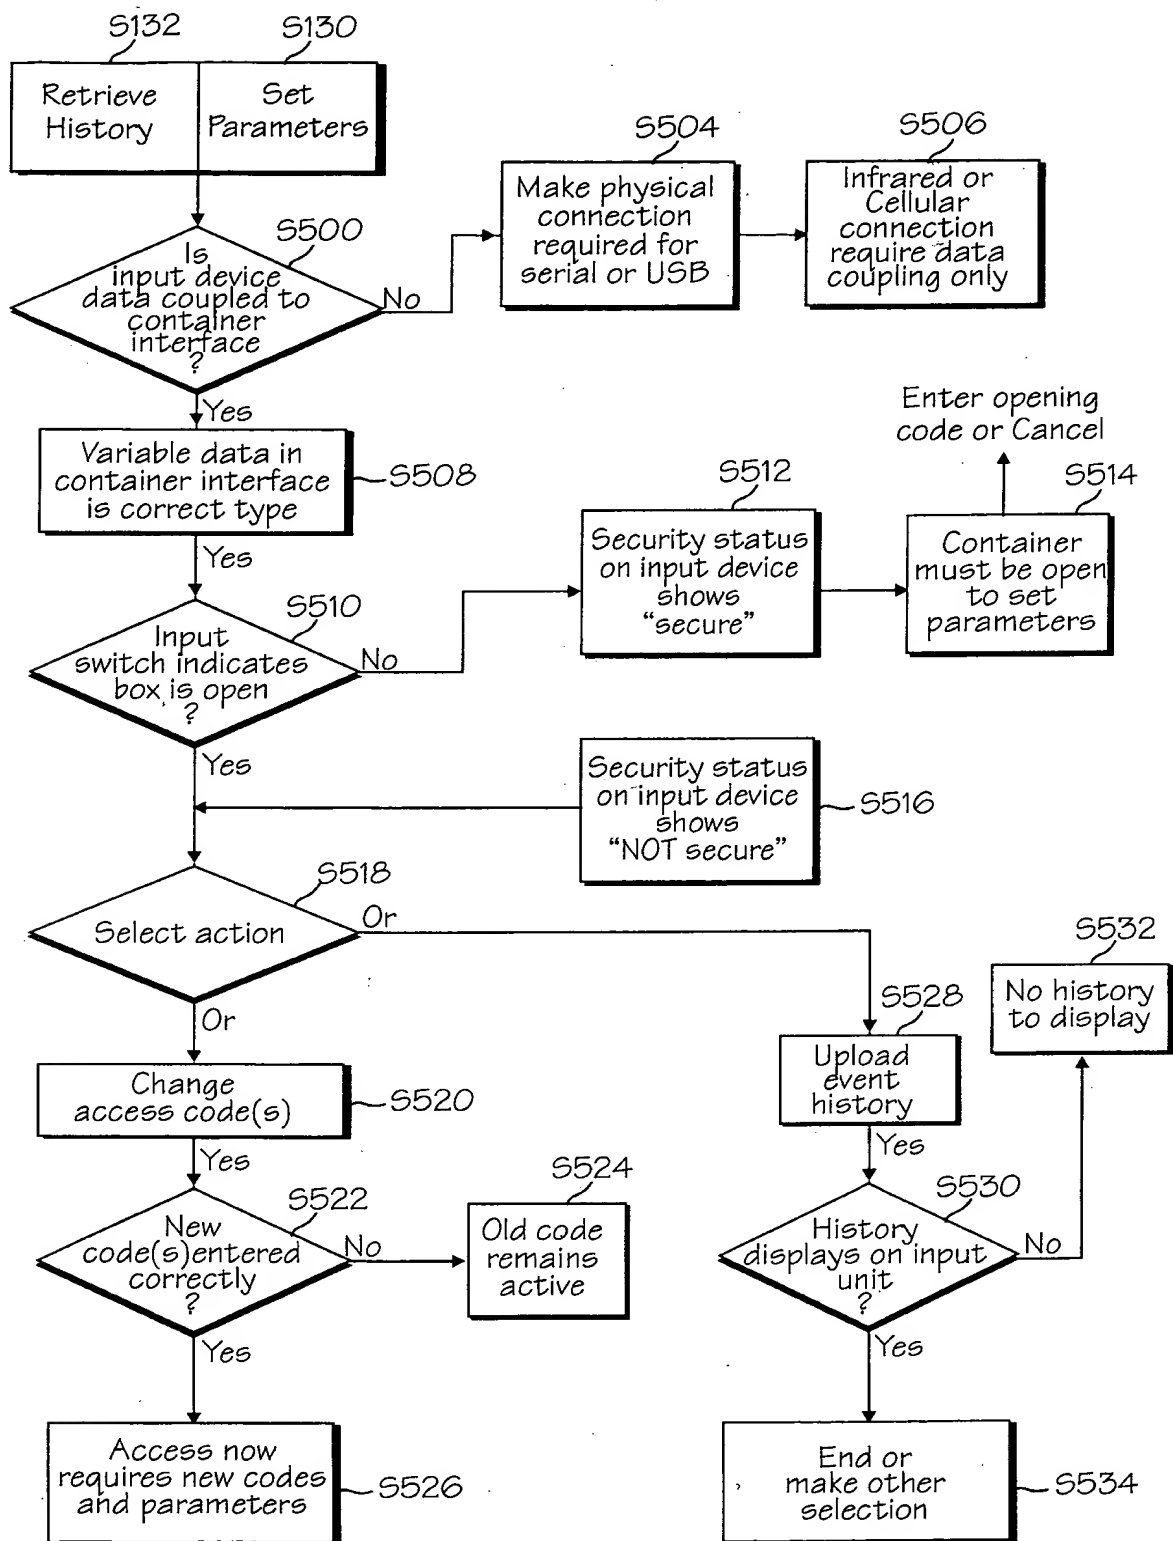 S132
S130
Retrieve
History
Set
Parameters
S504
S506
Make physical
connection
required for
serial or USB
Infrared or
Cellular
connection
require data
coupling only
S500
Is
input device
data coupled to
container
interface
?
No
Yes
Enter opening
code or Cancel
Variable data in
container interface
is correct type
S508
S512
S514
Security status
on input device
shows
“secure”
Container
must be open
to set
parameters
Yes
S510
Input
switch indicates
box is open
?
No
Yes
Security status
on input device
shows
“NOT secure”
S516
S518
Select action
Or
Or
S532
No history
to display
S528
Upload
event
history
Change
access code(s)
S520
Yes
Yes
S524
S522
New
code(s)entered
correctly
?
No
Old code
remains
active
S530
History
displays on input
unit
?
No
Yes
Yes
Access now
requires new codes
and parameters
S526
End or
make other
selection
S534